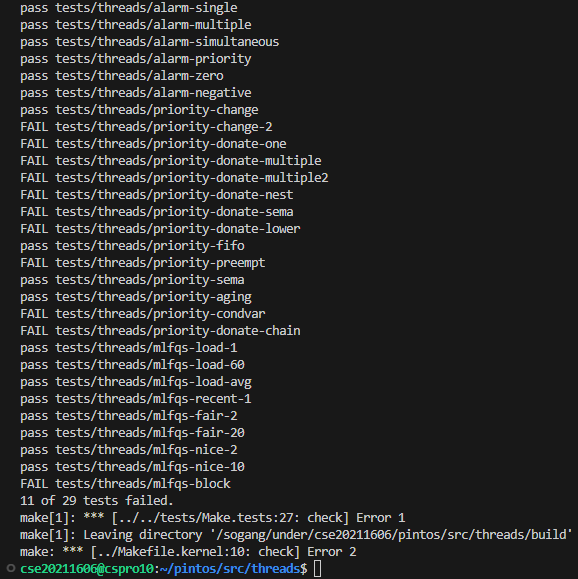 pass tests/threads/alarm-single
pass tests/threads/alarm-multiple
pass tests/threads/alarm-simultaneous
pass tests/threads/alarm-priority
pass tests/threads/alarm-zero
pass tests/threads/alarm-negative
pass tests/threads/priority-change
FAIL tests/threads/priority-change-2
FAIL tests/threads/priority-donate-one
FAIL tests/threads/priority-donate-multiple
FAIL tests/threads/priority-donate-multiple2
FAIL tests/threads/priority-donate-nest
FAIL tests/threads/priority-donate-sema
FAIL tests/threads/priority-donate-lower
pass tests/threads/priority-fifo
FAIL tests/threads/priority-preempt
pass tests/threads/priority-sema
pass tests/threads/priority-aging
FAIL tests/threads/priority-condvar
FAIL tests/threads/priority-donate-chain
pass tests/threads/mlfqs-load-1
pass tests/threads/mlfqs-load-60
pass tests/threads/mlfqs-load-avg
pass tests/threads/mlfqs-recent-1
pass tests/threads/mlfqs-fair-2
pass tests/threads/mlfqs-fair-20
pass tests/threads/mlfqs-nice-2
pass tests/threads/mlfqs-nice-10
FAIL tests/threads/mlfqs-block
11 of 29 tests failed.
make[1]: *** [../../tests/Make.tests:27: check] Error 1
make[1]: Leaving directory '/sogang/under/cse20211606/pintos/src/threads/build'
make: *** [../Makefile.kernel:10: check] Error 2
cse20211606@cspro10:~/pintos/src/threads$